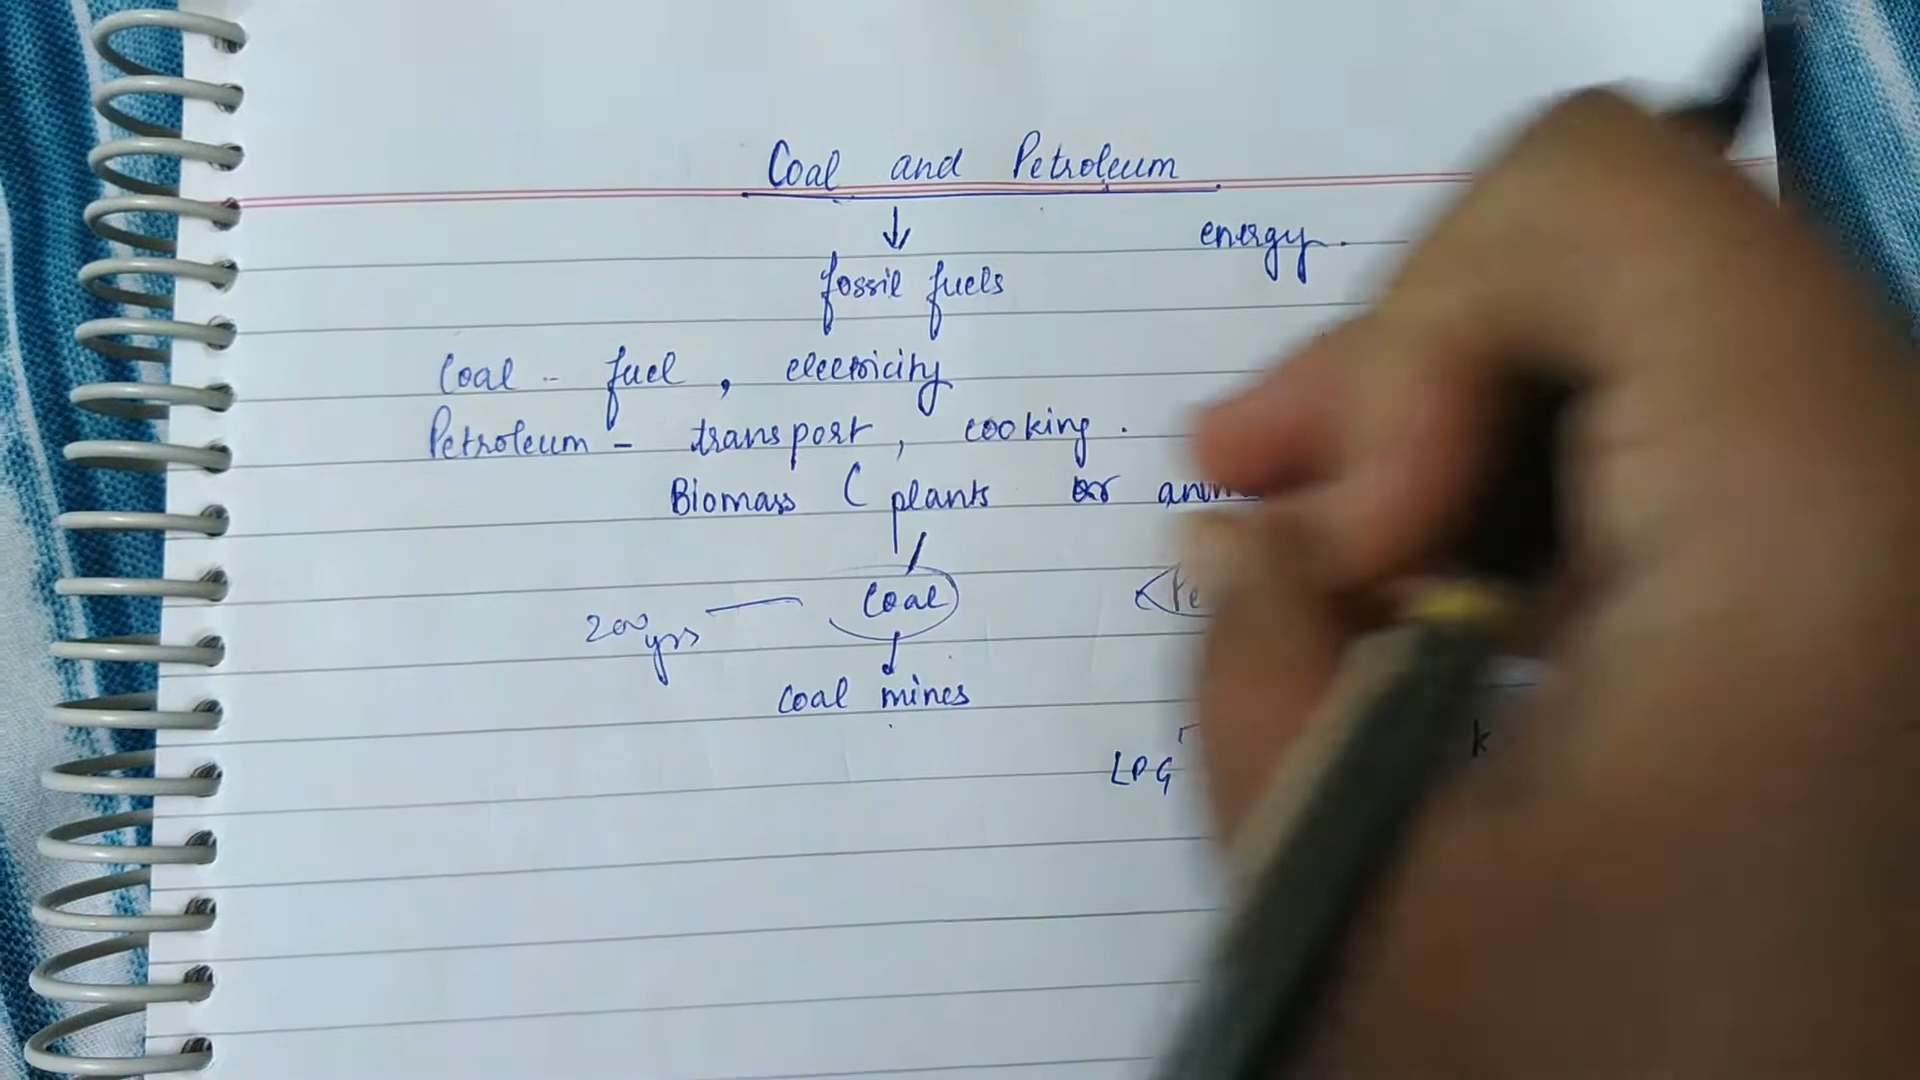 Coal and Petroleum
energy.
fossil fuels
Coal - fuel, electricity
Petroleum - transport, cooking.
Biomass ( plants or
Coal
200 yrs
Coal mines
LPG
k